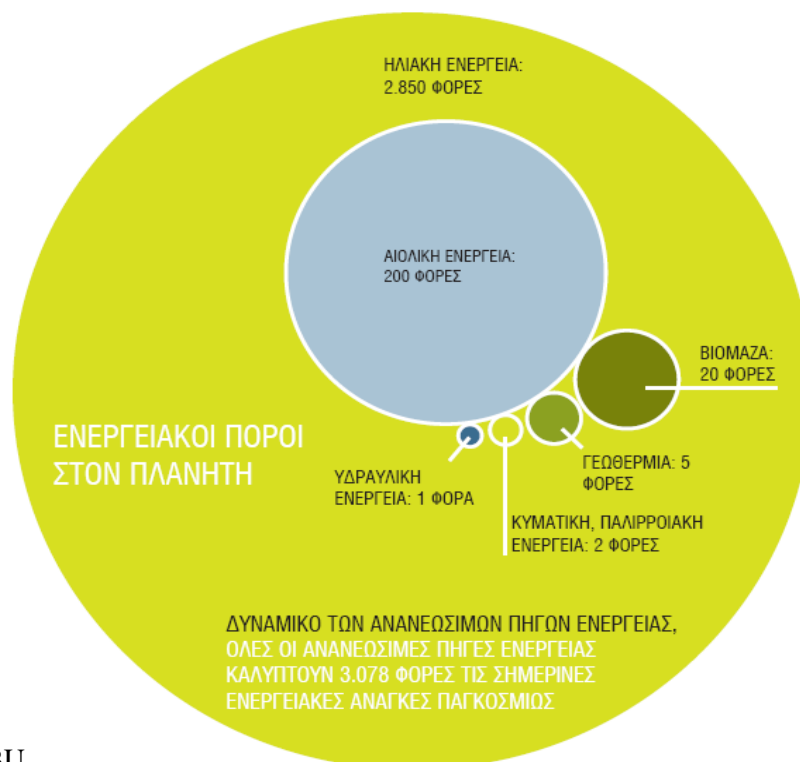 ΗΛΙΑΚΗ ΕΝΕΡΓΕΙΑ:
2.850 ΦΟΡΕΣ
ΑΙΟΛΙΚΗ ΕΝΕΡΓΕΙΑ:
200 ΦΟΡΕΣ
ΒΙΟΜΑΖΑ:
20 ΦΟΡΕΣ
ΕΝΕΡΓΕΙΑΚΟΙ ΠΟΡΟΙ
ΣΤΟΝ ΠΛΑΝΗΤΗ
ΓΕΩΘΕΡΜΙΑ: 5
ΦΟΡΕΣ
ΥΔΡΑΥΛΙΚΗ
ΕΝΕΡΓΕΙΑ: 1 ΦΟΡΑ
ΚΥΜΑΤΙΚΗ, ΠΑΛΙΡΡΟΙΑΚΗ
ΕΝΕΡΓΕΙΑ: 2 ΦΟΡΕΣ
ΔΥΝΑΜΙΚΟ ΤΩΝ ΑΝΑΝΕΩΣΙΜΩΝ ΠΗΓΩΝ ΕΝΕΡΓΕΙΑΣ,
ΟΛΕΣ ΟΙ ΑΝΑΝΕΩΣΙΜΕΣ ΠΗΓΕΣ ΕΝΕΡΓΕΙΑΣ
ΚΑΛΥΠΤΟΥΝ 3.078 ΦΟΡΕΣ ΤΙΣ ΣΗΜΕΡΙΝΕΣ
ΕΝΕΡΓΕΙΑΚΕΣ ΑΝΑΓΚΕΣ ΠΑΓΚΟΣΜΙΩΣ